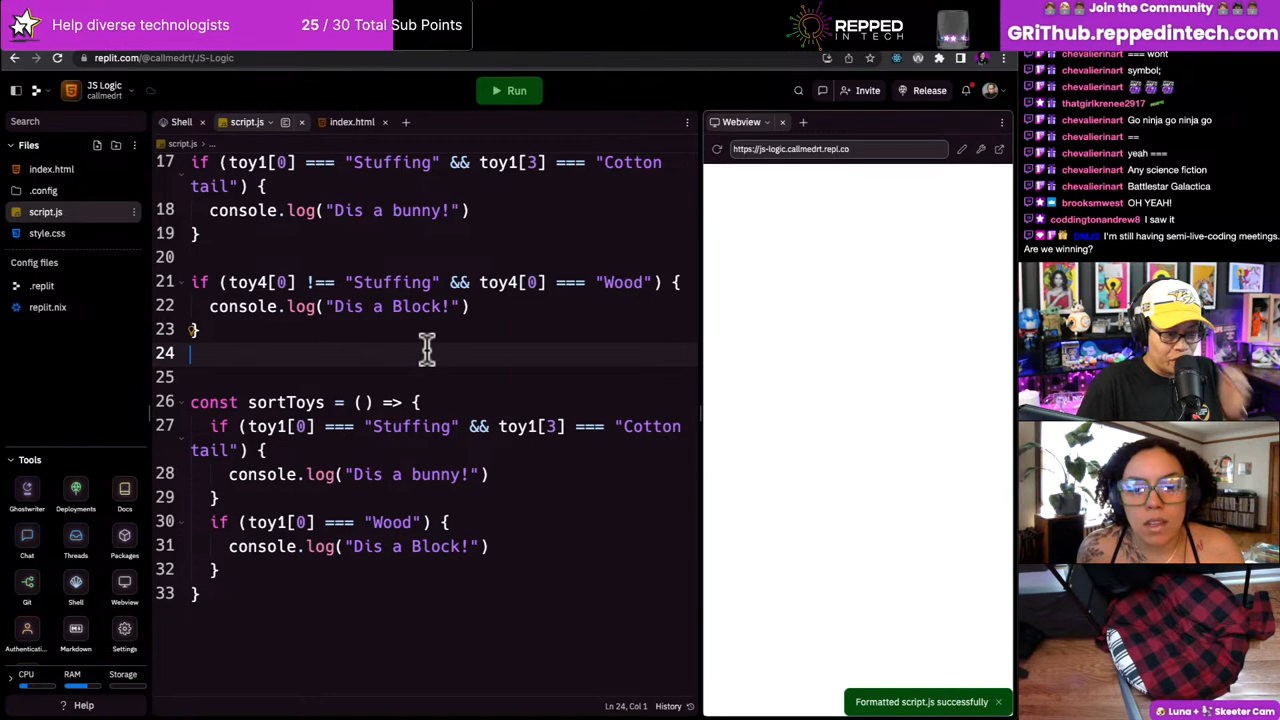 Help diverse technologists
25 / 30 Total Sub Points
REPPED
IN TECH
Join the Community
GRiThub.reppedintech.com
replit.com/@callmedrt/JS-Logic
JS Logic
callmedrt
Run
Invite
Release
Search
Files
index.html
.config
script.js
style.css
Config files
.replit
replit.nix
Tools
Ghostwriter
Deployments
Docs
Chat
Threads
Packages
Git
Shell
Webview
Authenticati...
Markdown
Settings
CPU
RAM
Storage
? Help
Shell
script.js
index.html
script.js > ...
17 if (toy1[0] === "Stuffing" && toy1[3] === "Cotton
tail") {
18 console.log("Dis a bunny!")
19 }
20
21 if (toy4[0] !== "Stuffing" && toy4[0] === "Wood") {
22 console.log("Dis a Block!")
23 }
24
25
26 const sortToys = () => {
27 if (toy1[0] === "Stuffing" && toy1[3] === "Cotton
tail") {
28 console.log("Dis a bunny!")
29 }
30 if (toy1[0] === "Wood") {
31 console.log("Dis a Block!")
32 }
33 }
Ln 24, Col 1
History
Webview
https://js-logic.callmedrt.repl.co
Formatted script.js successfully
chevalierinart === wont
chevalierinart symbol;
chevalierinart
thatgirlkrenee2917
chevalierinart Go ninja go ninja go
chevalierinart ==
chevalierinart yeah ===
chevalierinart Any science fiction
chevalierinart Battlestar Galactica
brooksmwest OH YEAH!
coddingtonandrew8 I saw it
I'm still having semi-live-coding meetings.
Are we winning?
Luna + Skeeter Cam